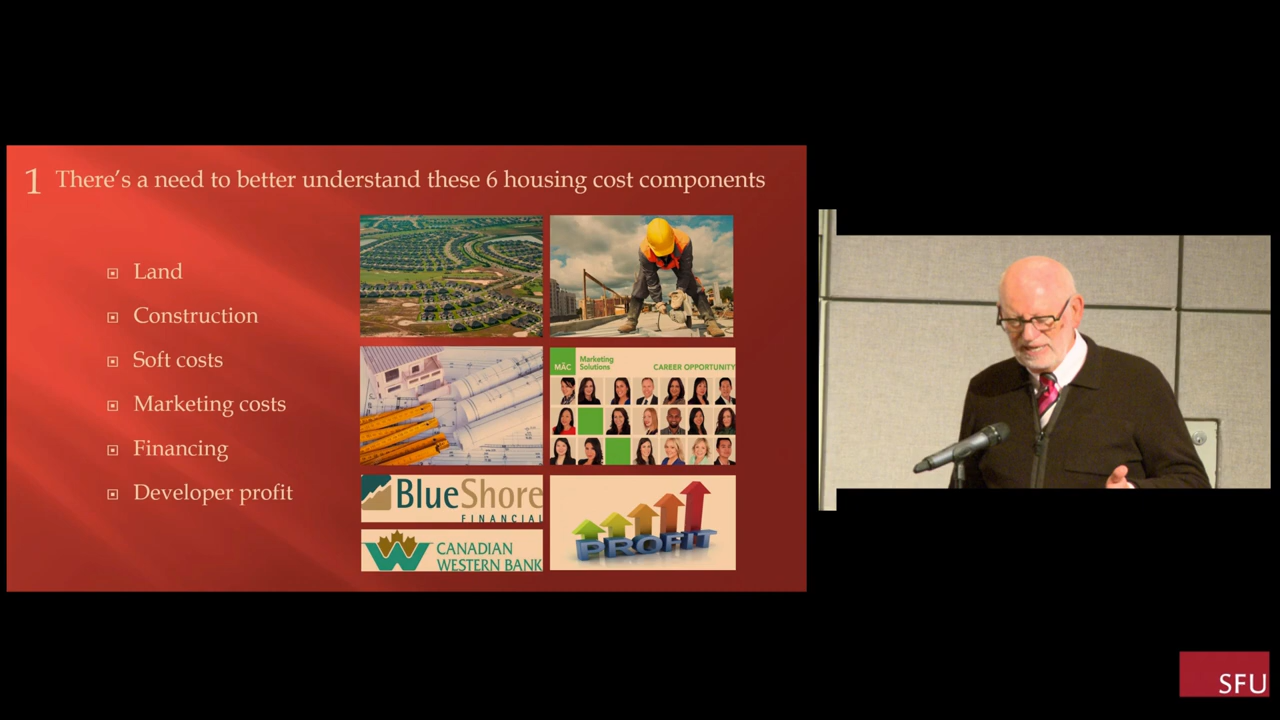 1 There's a need to better understand these 6 housing cost components
Land
Construction
Soft costs
Marketing costs
Financing
Developer profit
MAC
Marketing
Solutions
CAREER OPPORTUNITY
BlueShore
FINANCIAL
CANADIAN
WESTERN BANK
PROFIT
SFU